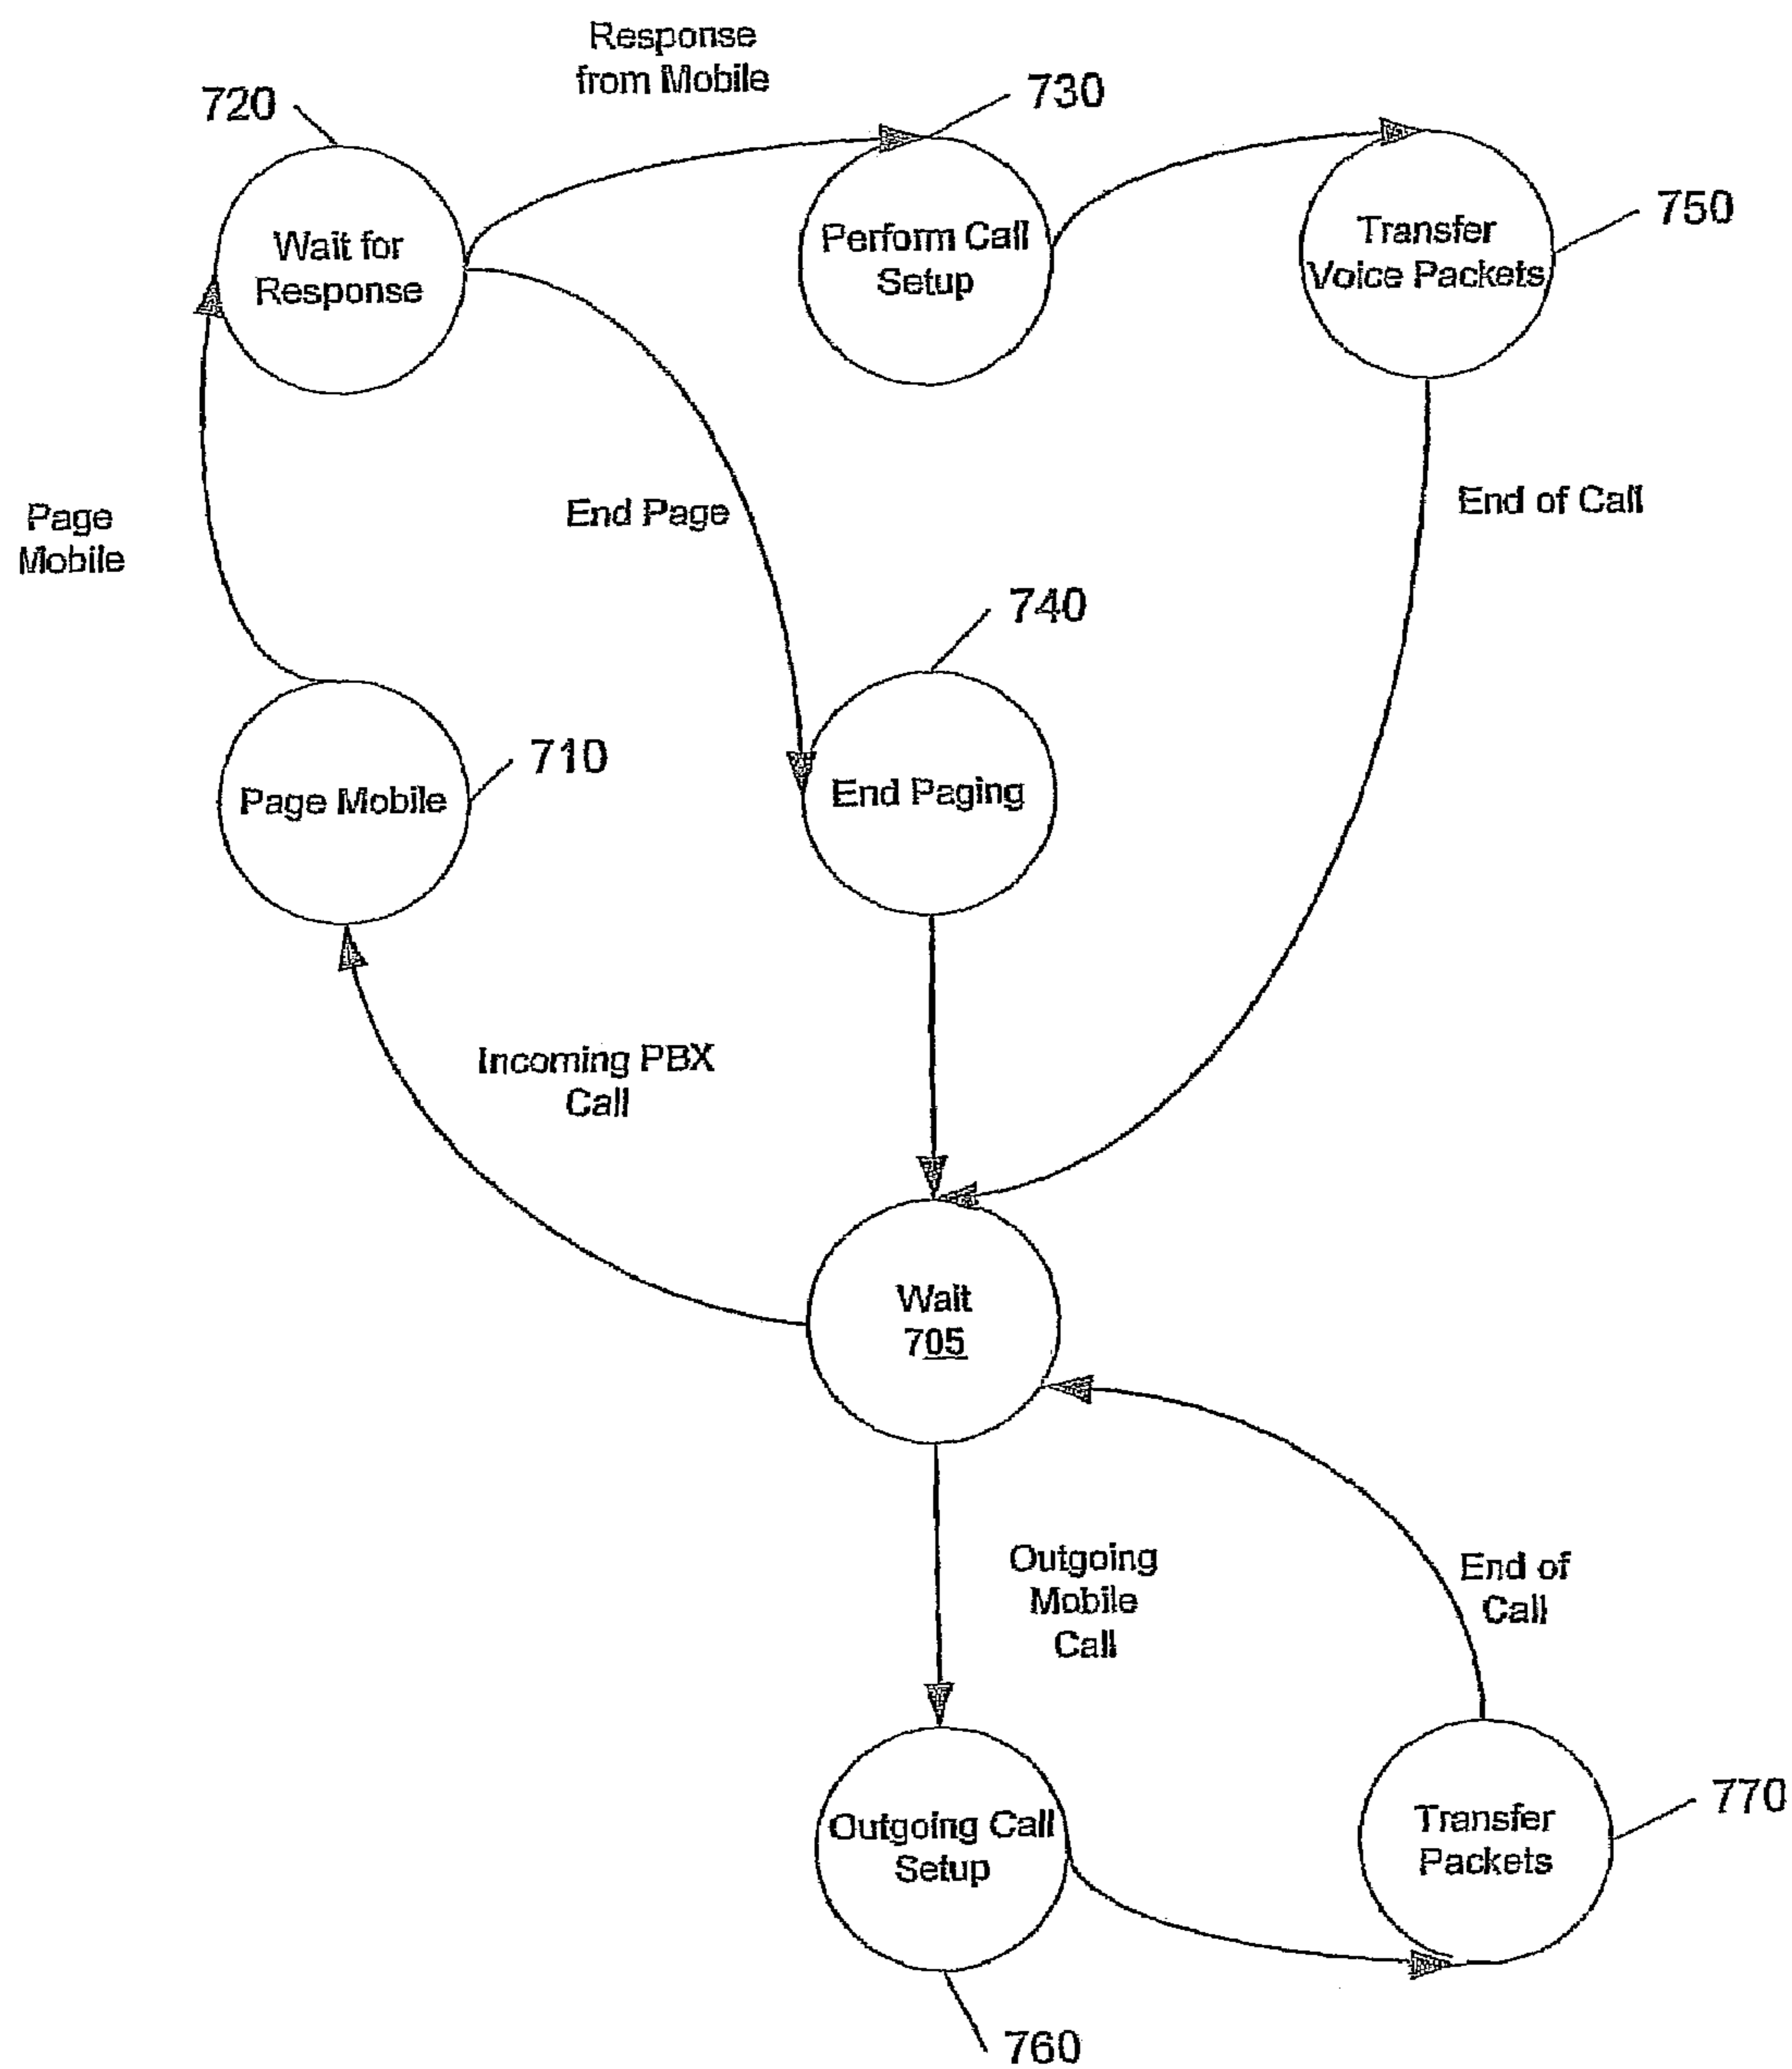 Response
from Mobile
720
730
750
Wait for
Response
Perform Call
Setup
Transfer
Voice Packets
Page
Mobile
End Page
End of Call
740
710
Page Mobile
End Paging
Incoming PBX
Call
Wait
705
Outgoing
Mobile
Call
End of
Call
770
Outgoing Call
Setup
Transfer
Packets
760